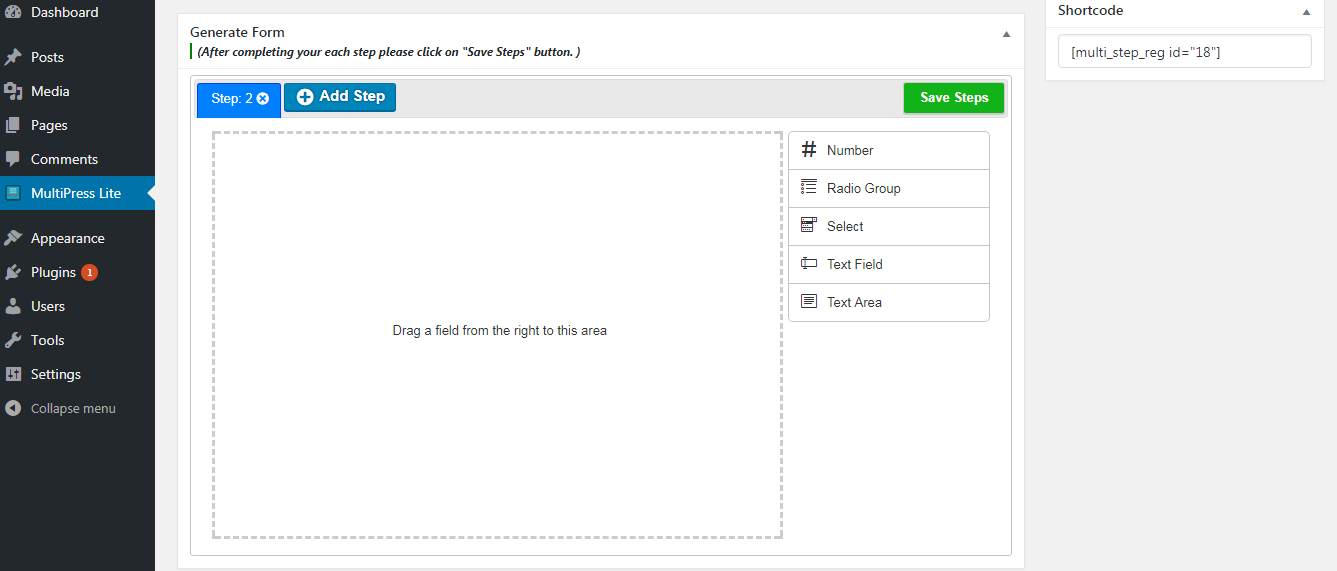 Dashboard
Posts
Media
Pages
Comments
MultiPress Lite
Appearance
Plugins 1
Users
Tools
Settings
Collapse menu
Generate Form
(After completing your each step please click on "Save Steps" button. )
Step: 2
Add Step
Save Steps
Drag a field from the right to this area
Number
Radio Group
Select
Text Field
Text Area
Shortcode
[multi_step_reg id="18"]